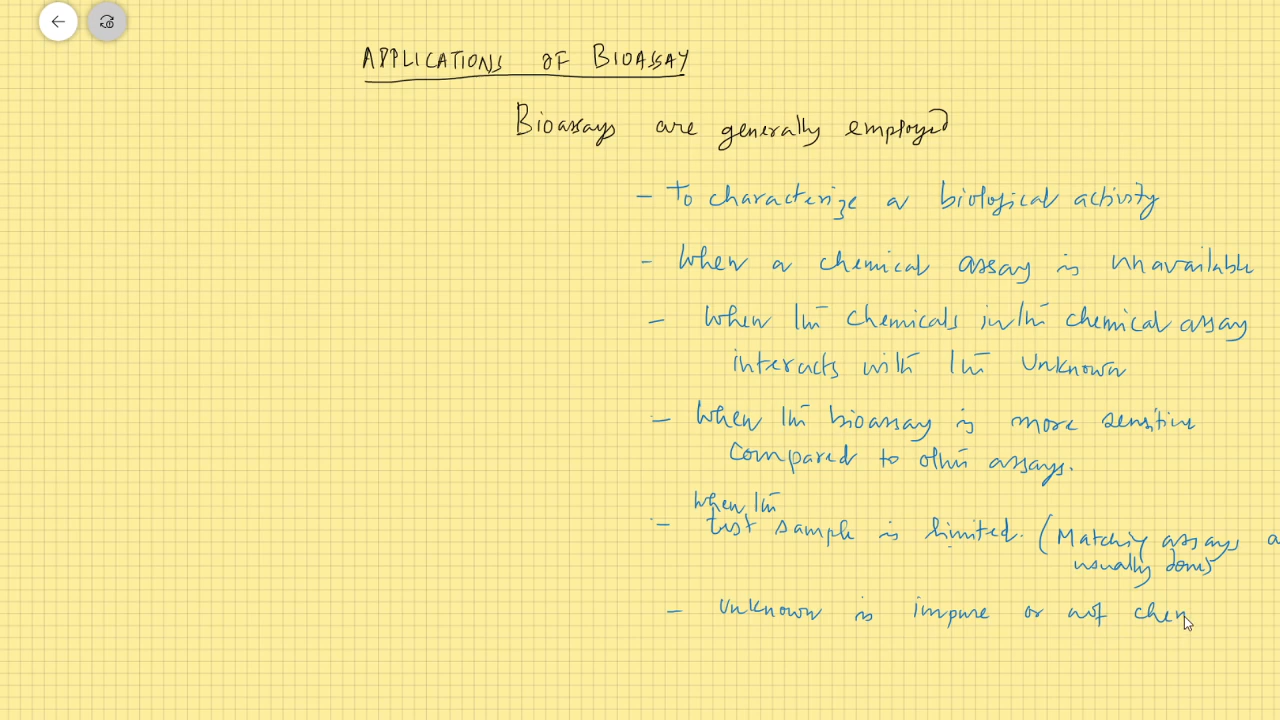 APPLICATIONS OF BIOASSAY
Bioassays are generally employed
- To characterize a biological activity
- When a chemical assay is unavailable
- When the chemicals in the chemical assay
interacts with the unknown
- When the bioassay is more sensitive
compared to other assays.
When the
- test sample is limited. (Matching assays a
usually done)
- unknown is impure or not chem